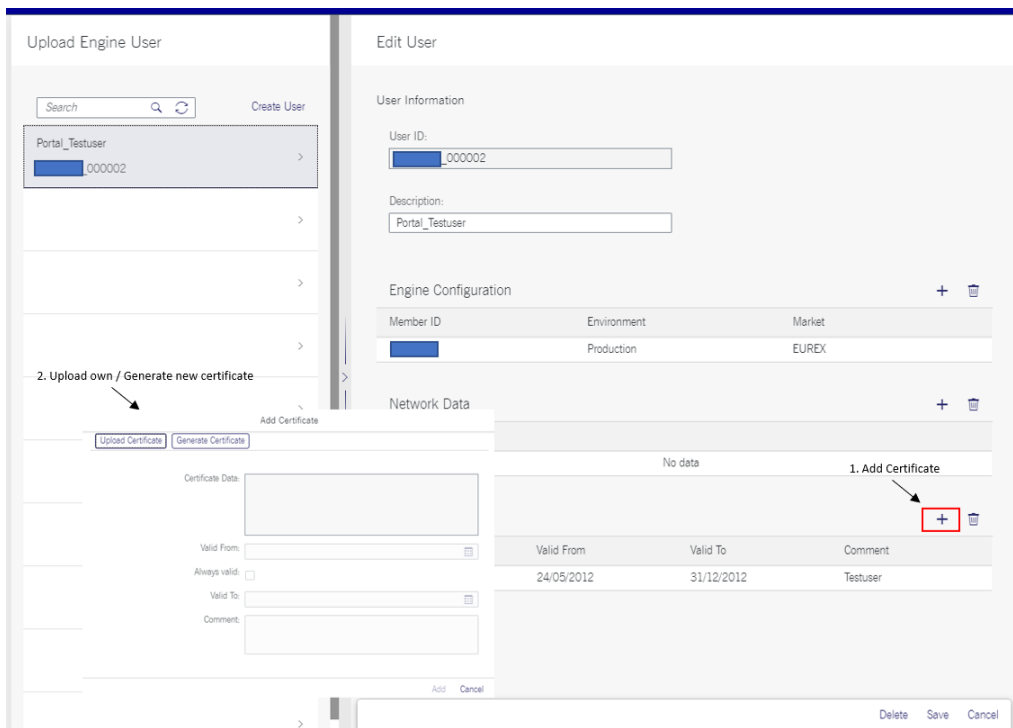 Upload Engine User
Edit User
Search
Create User
User Information
Portal_Testuser
_000002
User ID:
_000002
Description:
Portal_Testuser
Engine Configuration
Member ID Environment Market
Production EUREX
2. Upload own / Generate new certificate
Network Data
No data
1. Add Certificate
Add Certificate
Upload Certificate Generate Certificate
Certificate Data:
Valid From:
Always valid:
Valid To:
Comment:
Add Cancel
Valid From Valid To Comment
24/05/2012 31/12/2012 Testuser
Delete Save Cancel